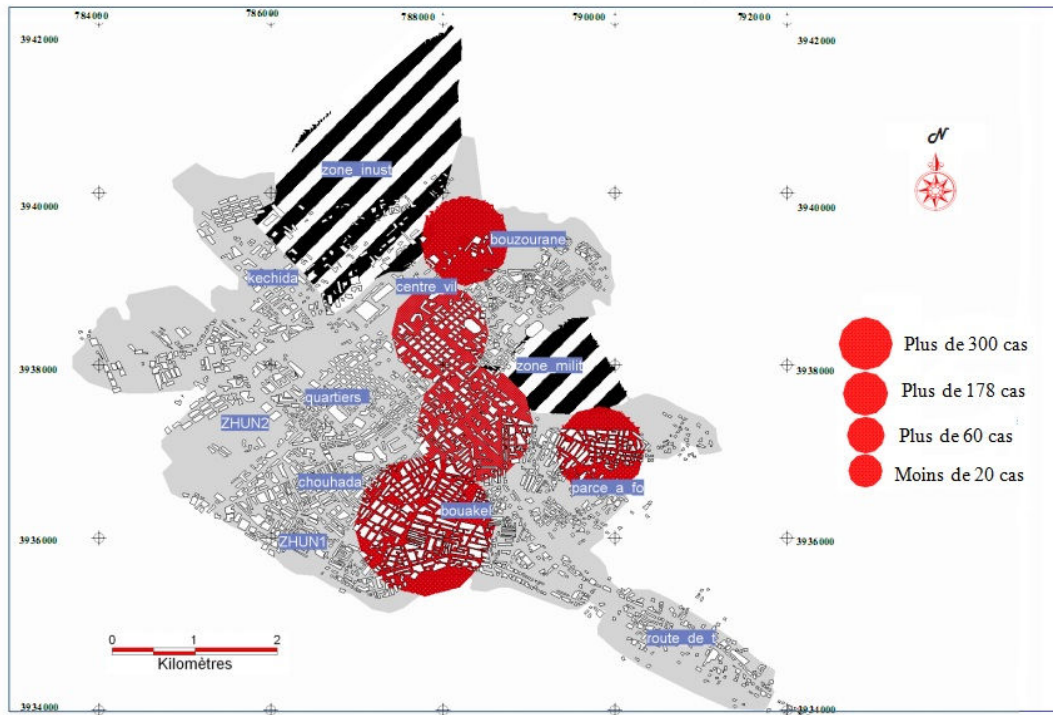 784000 786000 788000 790000 792000
3942000 3942000
N
zone_inust
3940000 3940000
bouzourane
kechida
centre_vil
Plus de 300 cas
zone_milit
3938000 3938000
Plus de 178 cas
quartiers
ZHUN2
Plus de 60 cas
Moins de 20 cas
chouhada
parce_a_fo
bouakel
ZHUN1
3936000 3936000
route_de_t
0 1 2
Kilomètres
3934000 3934000